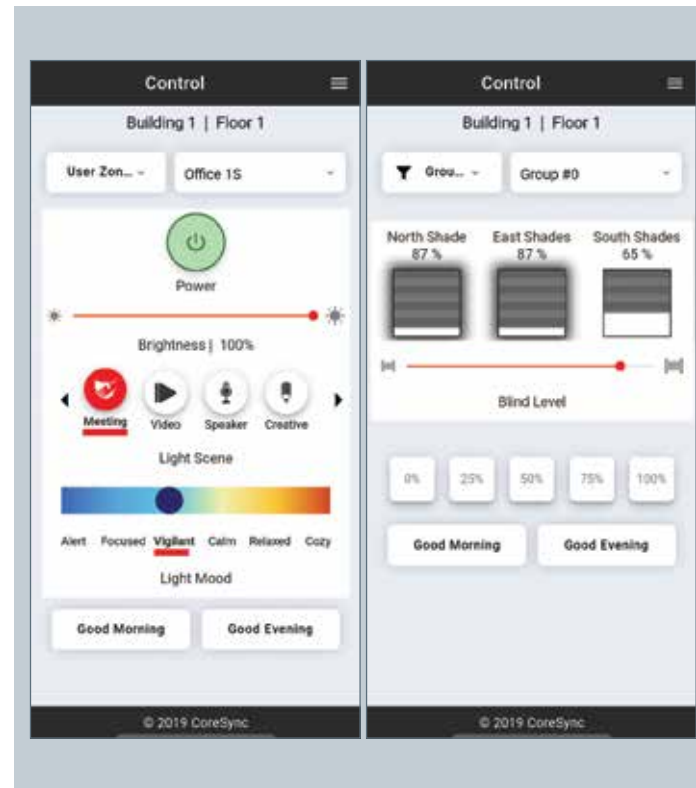 Control
Building 1 | Floor 1
User Zon...
Office 1S
Power
Brightness | 100%
Meeting
Video
Speaker
Creative
Light Scene
Alert Focused Vigilant Calm Relaxed Cozy
Light Mood
Good Morning
Good Evening
© 2019 CoreSync
Control
Building 1 | Floor 1
Grou...
Group #0
North Shade East Shades South Shades
87 % 87 % 65 %
Blind Level
0% 25% 50% 75% 100%
Good Morning
Good Evening
© 2019 CoreSync